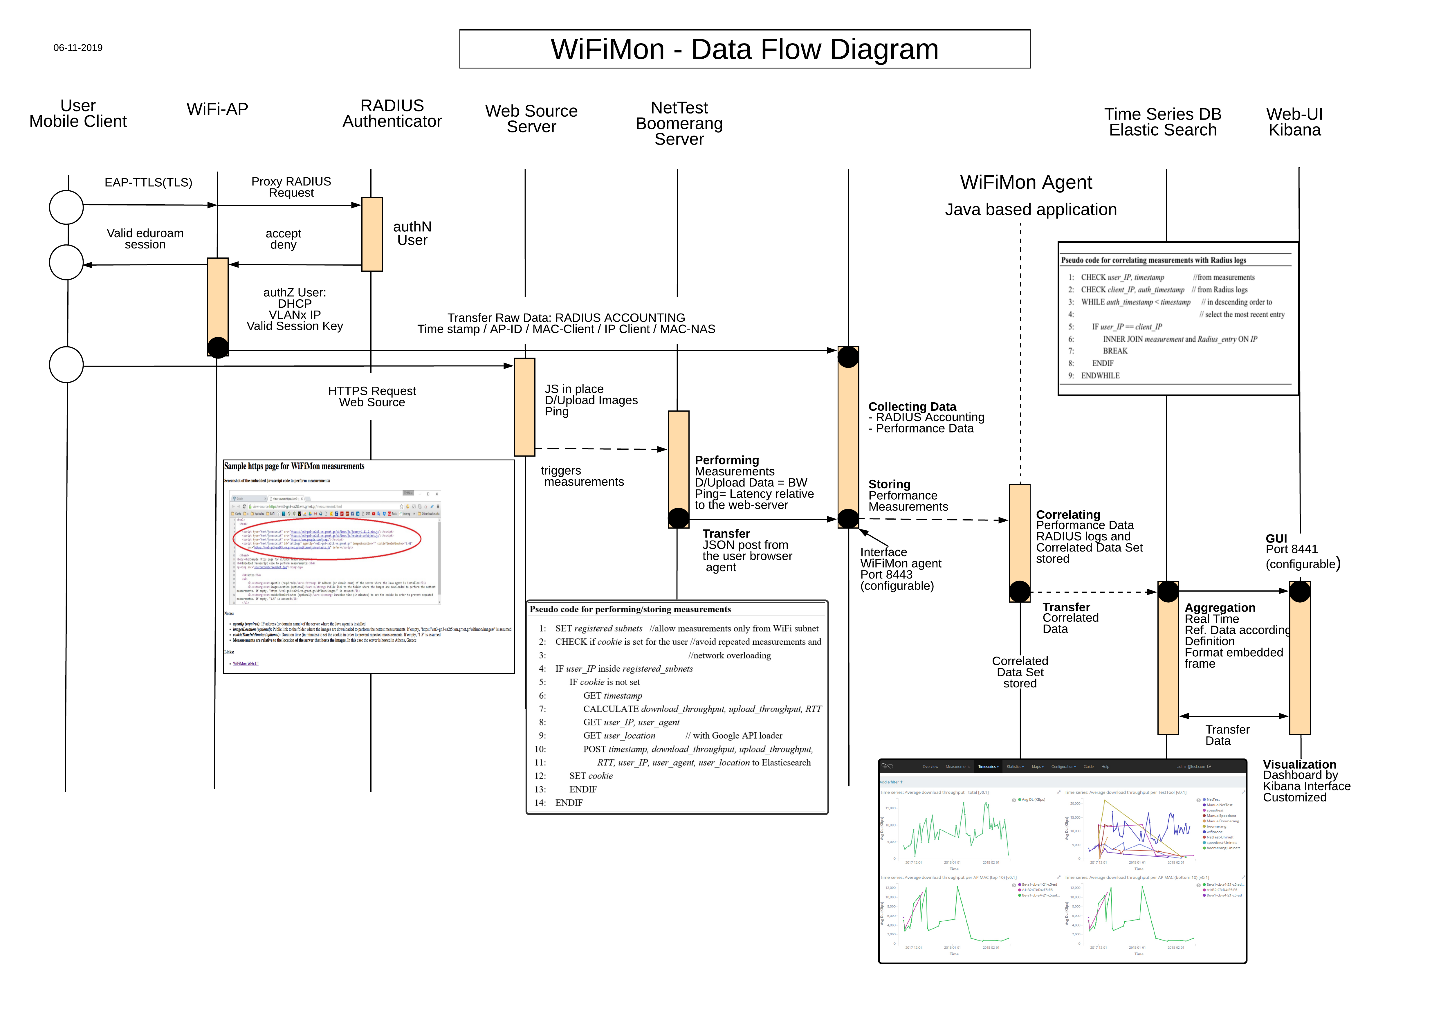 06-11-2019
WiFiMon - Data Flow Diagram
User
Mobile Client
WiFi-AP
RADIUS
Authenticator
Web Source
Server
NetTest
Boomerang
Server
Time Series DB
Elastic Search
Web-UI
Kibana
WiFiMon Agent
Java based application
EAP-TTLS(TLS)
Proxy RADIUS
Request
Valid eduroam
session
accept
deny
authN
User
authZ User:
DHCP
VLANx IP
Valid Session Key
Transfer Raw Data: RADIUS ACCOUNTING
Time stamp / AP-ID / MAC-Client / IP Client / MAC-NAS
HTTPS Request
Web Source
JS in place
D/Upload Images
Ping
triggers
measurements
Performing
Measurements
D/Upload Data = BW
Ping= Latency relative
to the web-server
Transfer
JSON post from
the user browser
agent
Collecting Data
- RADIUS Accounting
- Performance Data
Storing
Performance
Measurements
Interface
WiFiMon agent
Port 8443
(configurable)
Correlating
Performance Data
RADIUS logs and
Correlated Data Set
stored
Transfer
Correlated
Data
Correlated
Data Set
stored
GUI
Port 8441
(configurable)
Aggregation
Real Time
Ref. Data according
Definition
Format embedded
frame
Transfer
Data
Visualization
Dashboard by
Kibana Interface
Customized
Pseudo code for correlating measurements with Radius logs
1: CHECK user_IP, timestamp //from measurements
2: CHECK client_IP, auth_timestamp // from Radius logs
3: WHILE auth_timestamp < timestamp // in descending order to
4: // select the most recent entry
5: IF user_IP == client_IP
6: INNER JOIN measurement and Radius_entry ON IP
7: BREAK
8: ENDIF
9: ENDWHILE
Sample https page for WiFiMon measurements
Pseudo code for performing/storing measurements
1: SET registered subnets //allow measurements only from WiFi subnet
2: CHECK if cookie is set for the user //avoid repeated measurements and
3: //network overloading
4: IF user_IP inside registered_subnets
5: IF cookie is not set
6: GET timestamp
7: CALCULATE download_throughput, upload_throughput, RTT
8: GET user_IP, user_agent
9: GET user_location // with Google API loader
10: POST timestamp, download_throughput, upload_throughput,
11: RTT, user_IP, user_agent, user_location to Elasticsearch
12: SET cookie
13: ENDIF
14: ENDIF